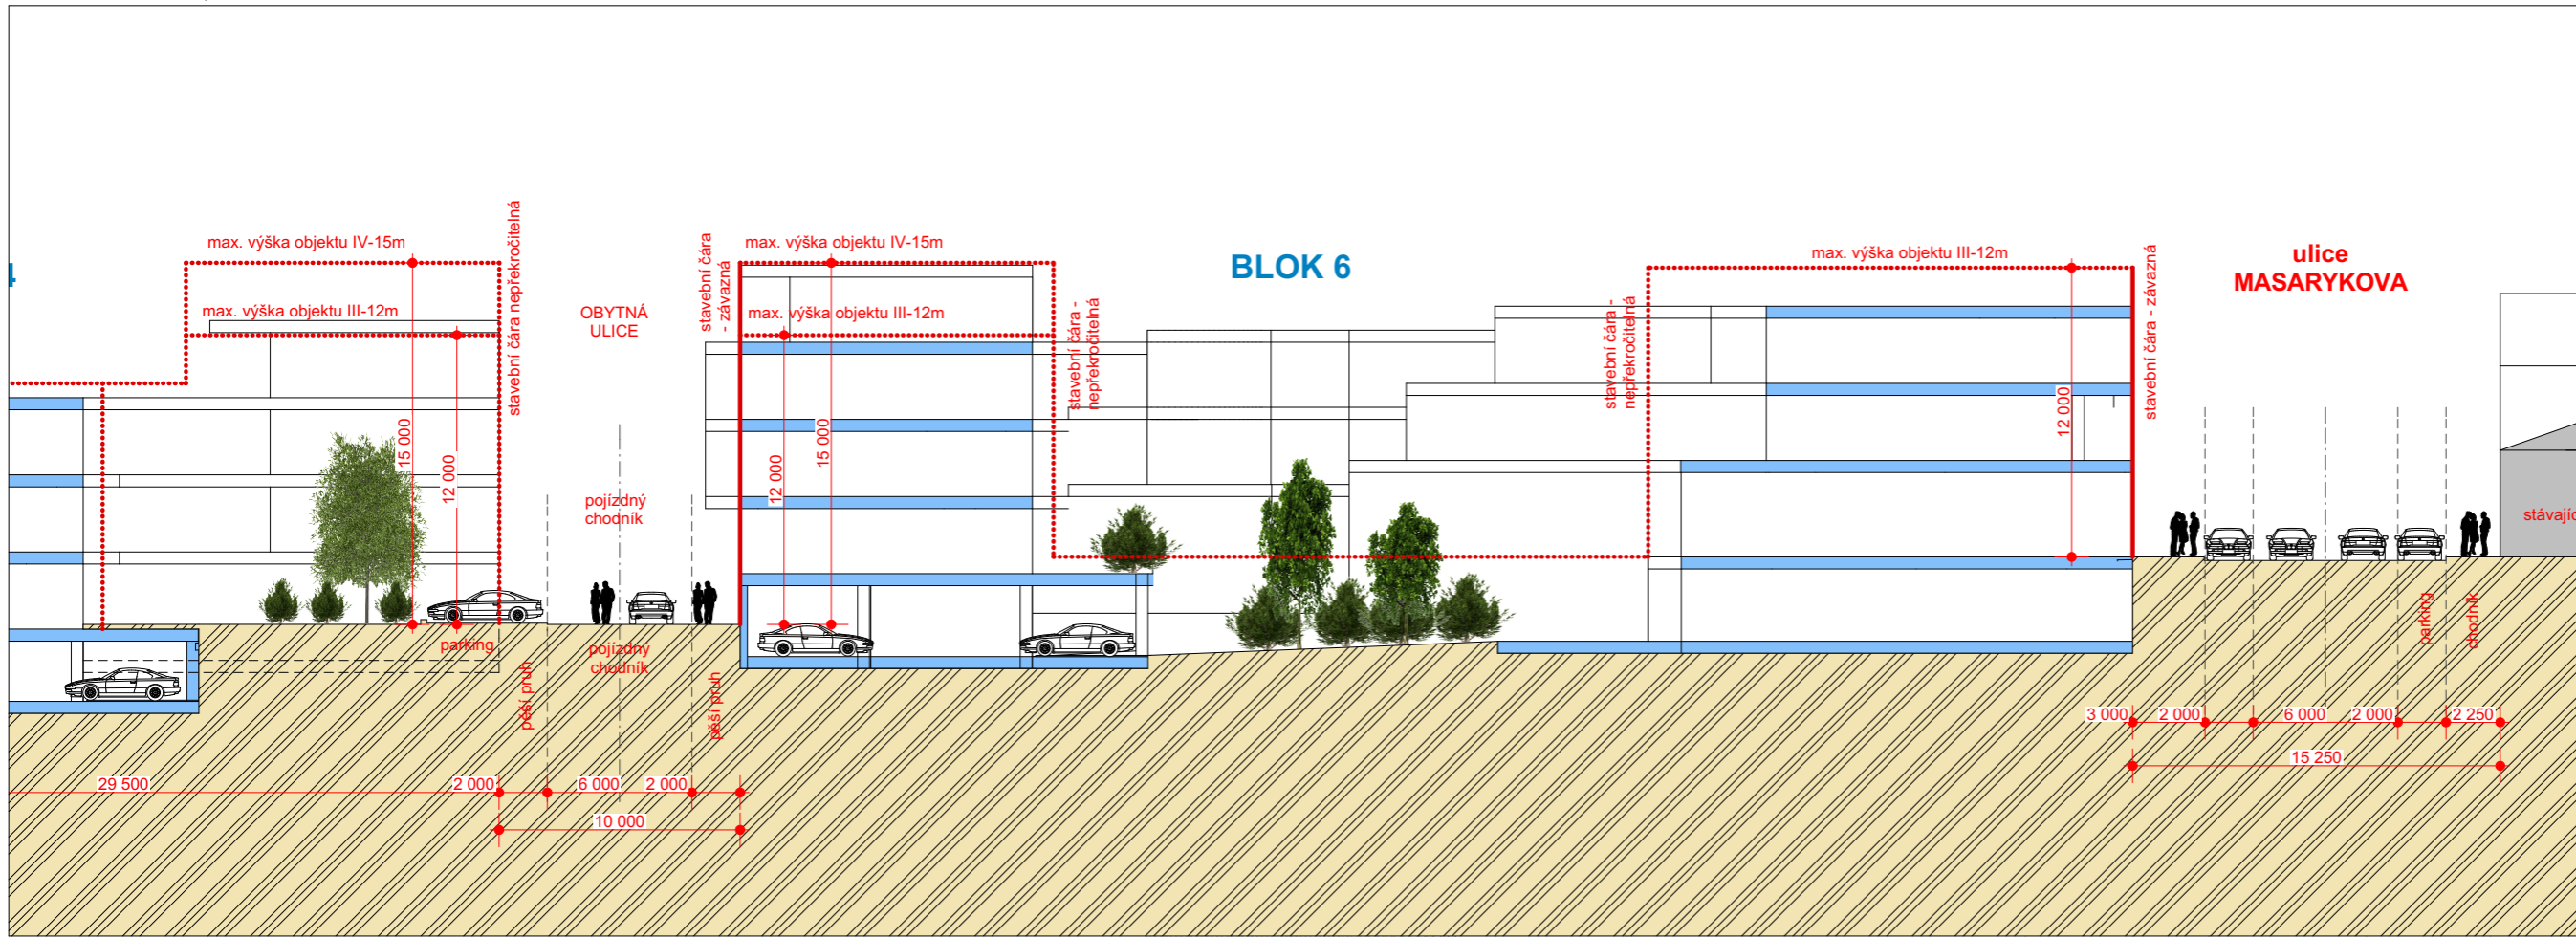 max. výška objektu IV-15m
max. výška objektu III-12m
stavební čára nepřekročitelná
15 000
12 000
OBYTNÁ
ULICE
pojízdný
chodník
stavební čára
- závazná
max. výška objektu IV-15m
max. výška objektu III-12m
12 000
15 000
stavební čára -
nepřekročitelná
BLOK 6
stavební čára -
nepřekročitelná
max. výška objektu III-12m
12 000
stavební čára - závazná
ulice
MASARYKOVA
4
parking
pěší pruh
pojízdný
chodník
pěší pruh
parking
chodník
29 500
2 000
6 000
2 000
10 000
3 000
2 000
6 000
2 000
2 250
15 250